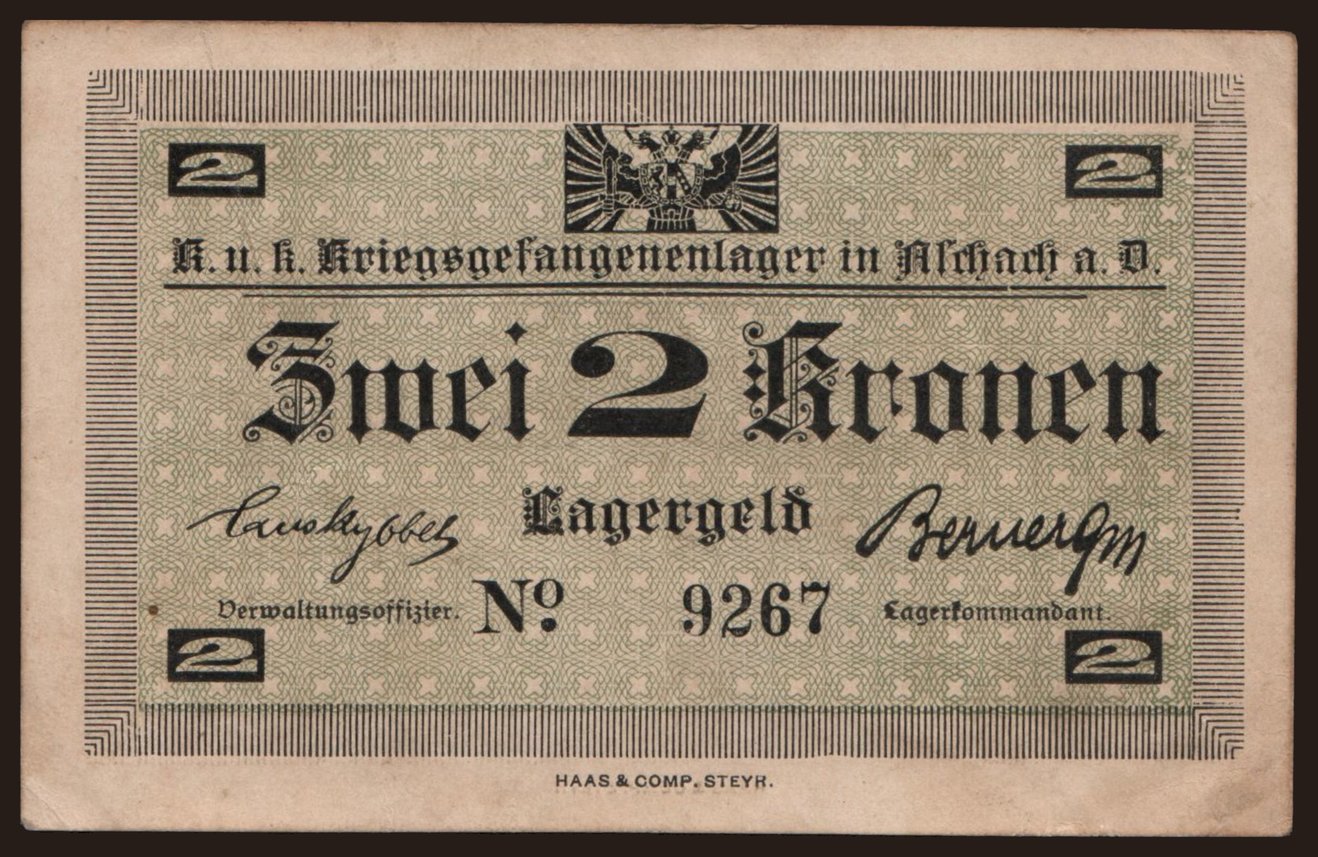 2 2
K. u. k. Kriegsgefangenenlager in Aschach a. D.
Zwei 2 Kronen
Lagergeld
Verwaltungsoffizier. No 9267 Lagerkommandant.
2 2
HAAS & COMP. STEYR.